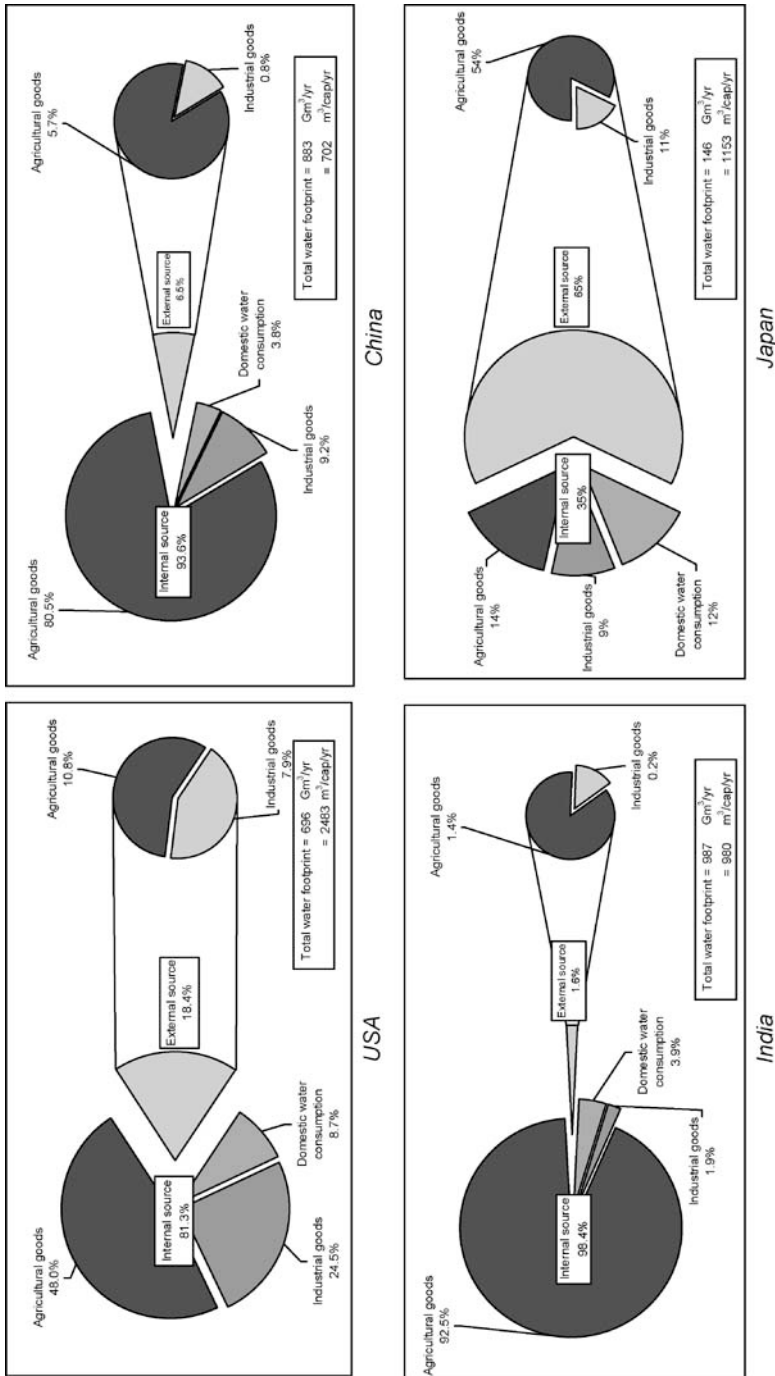 Agricultural goods
48.0%
Internal source
81.3%
Industrial goods
24.5%
Domestic water
consumption
8.7%
External source
18.4%
Agricultural goods
10.8%
Industrial goods
7.9%
Total water footprint = 696 Gm³/yr
= 2483 m³/cap/yr
USA
Agricultural goods
80.5%
Internal source
93.6%
Industrial goods
9.2%
Domestic water
consumption
3.8%
External source
6.5%
Agricultural goods
5.7%
Industrial goods
0.8%
Total water footprint = 883 Gm³/yr
= 702 m³/cap/yr
China
Agricultural goods
92.5%
Internal source
98.4%
Industrial goods
1.9%
Domestic water
consumption
3.9%
External source
1.6%
Agricultural goods
1.4%
Industrial goods
0.2%
Total water footprint = 987 Gm³/yr
= 980 m³/cap/yr
India
Agricultural goods
14%
Internal source
35%
Industrial goods
9%
Domestic water
consumption
12%
External source
65%
Agricultural goods
54%
Industrial goods
11%
Total water footprint = 146 Gm³/yr
= 1153 m³/cap/yr
Japan